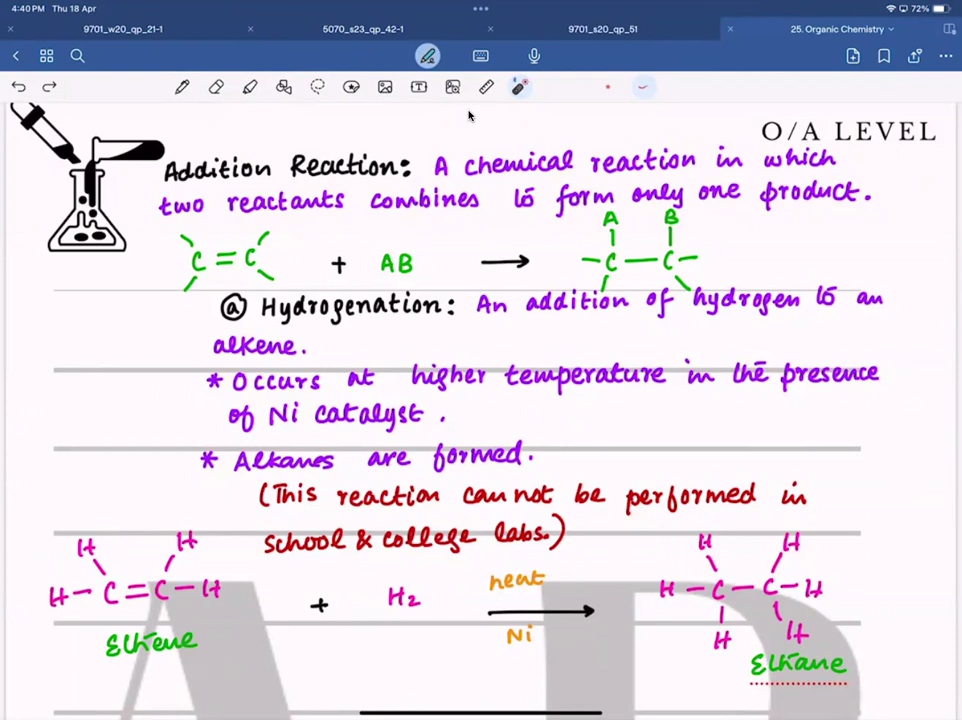 4:40 PM Thu 18 Apr
72%
9701_w20_qp_21-1
5070_s23_qp_42-1
9701_s20_qp_51
25. Organic Chemistry
O/A LEVEL
Addition Reaction: A chemical reaction in which
two reactants combines to form only one product.
A B
C = C + AB → - C - C -
ⓐ Hydrogenation: An addition of hydrogen to an
alkene.
* Occurs at higher temperature in the presence
of Ni catalyst.
* Alkanes are formed.
(This reaction cannot be performed in
school & college labs.)
H H H H
H - C = C - H + H2 heat → H - C - C - H
Ni H H
Ethene Ethane